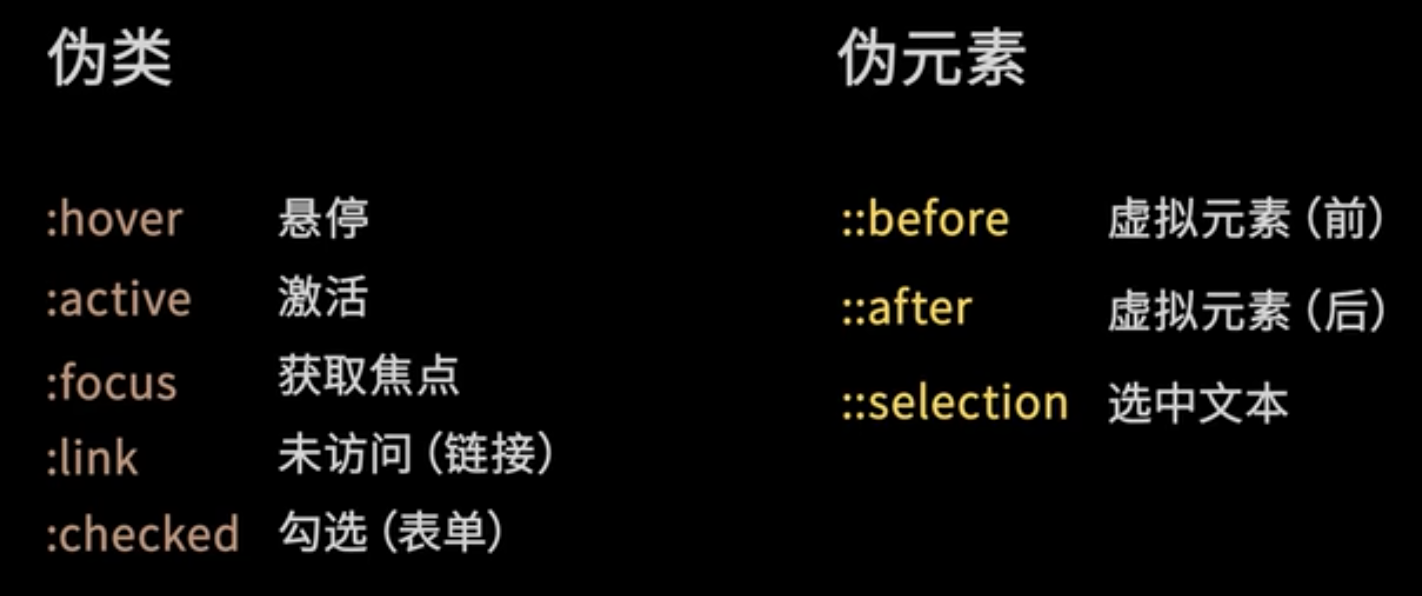 伪类
:hover 悬停
:active 激活
:focus 获取焦点
:link 未访问（链接）
:checked 勾选（表单）
伪元素
::before 虚拟元素（前）
::after 虚拟元素（后）
::selection 选中文本